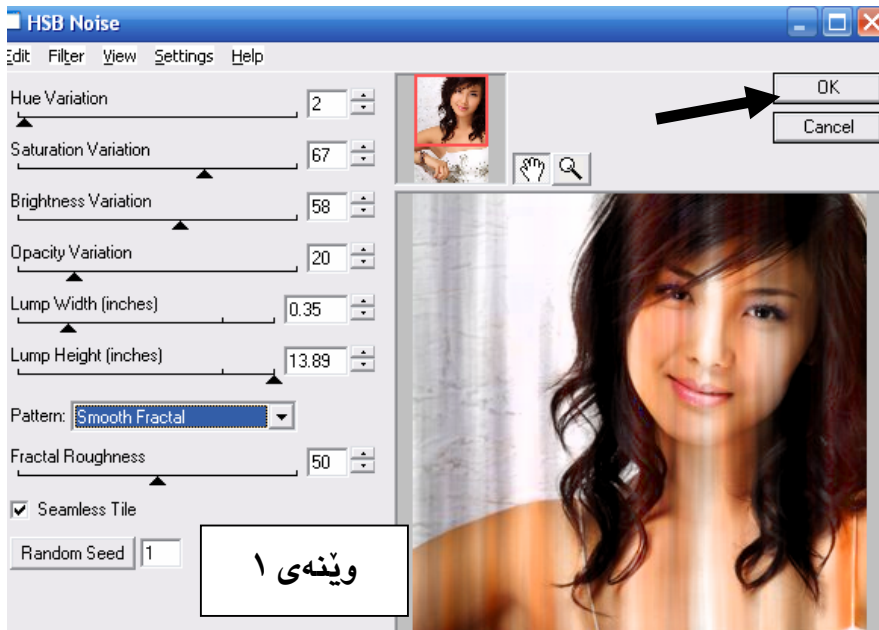 HSB Noise
Edit Filter View Settings Help
Hue Variation 2
Saturation Variation 67
Brightness Variation 58
Opacity Variation 20
Lump Width (inches) 0.35
Lump Height (inches) 13.89
Pattern: Smooth Fractal
Fractal Roughness 50
Seamless Tile
Random Seed 1
OK
Cancel
وێنەی ١